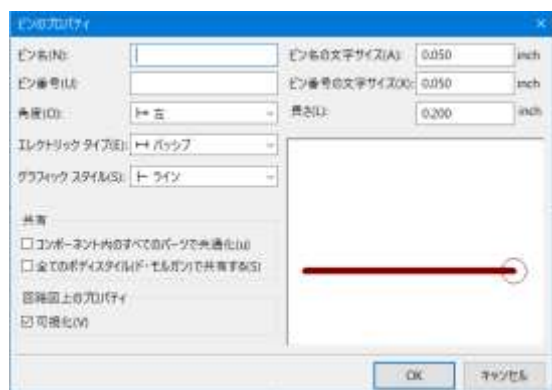 ピンのプロパティ
ピン名(N):
ピン名の文字サイズ(A): 0.050 inch
ピン番号(U):
ピン番号の文字サイズ(X): 0.050 inch
角度(O): 左
長さ(L): 0.200 inch
エレクトリック タイプ(E): パッシブ
グラフィック スタイル(S): ライン
共有
コンポーネント内のすべてのパーツで共通化(u)
全てのボディスタイル(ド・モルガン)で共有する(S)
回路図上のプロパティ
可視化(V)
OK キャンセル